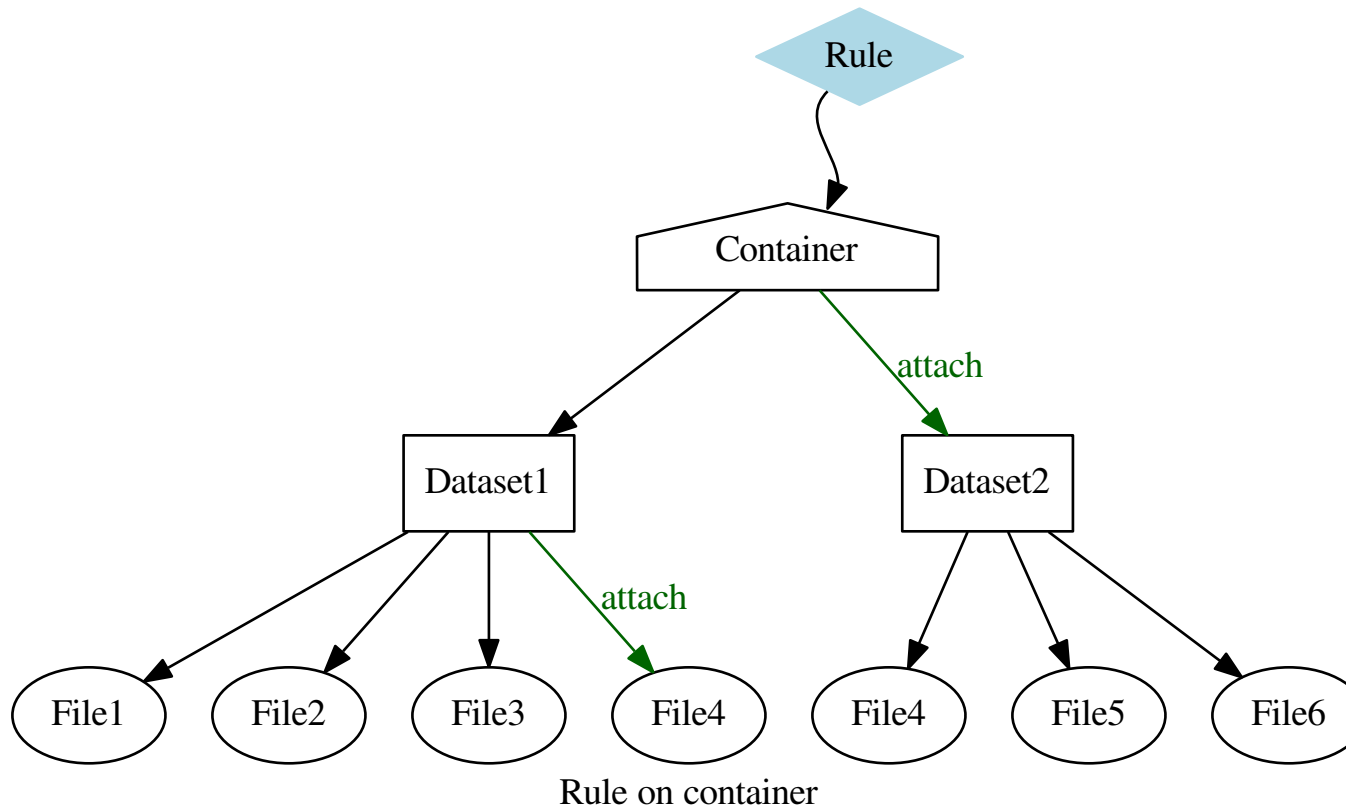 Rule
Container
attach
Dataset1
Dataset2
attach
File1
File2
File3
File4
File4
File5
File6
Rule on container